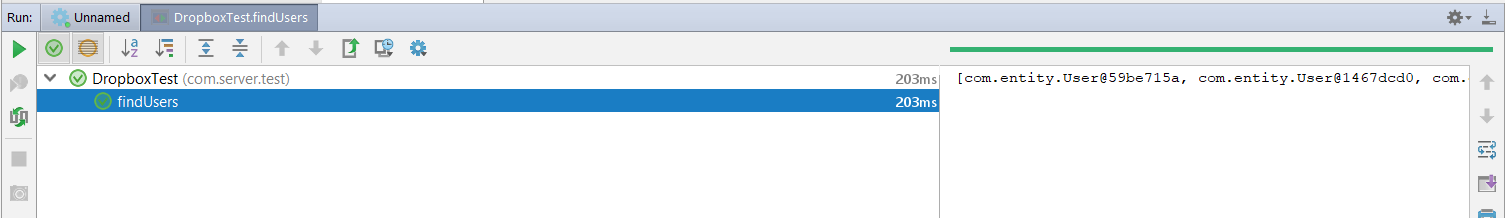 Run: Unnamed DropboxTest.findUsers
DropboxTest (com.server.test) 203ms [com.entity.User@59be715a, com.entity.User@1467dcd0, com.
findUsers 203ms